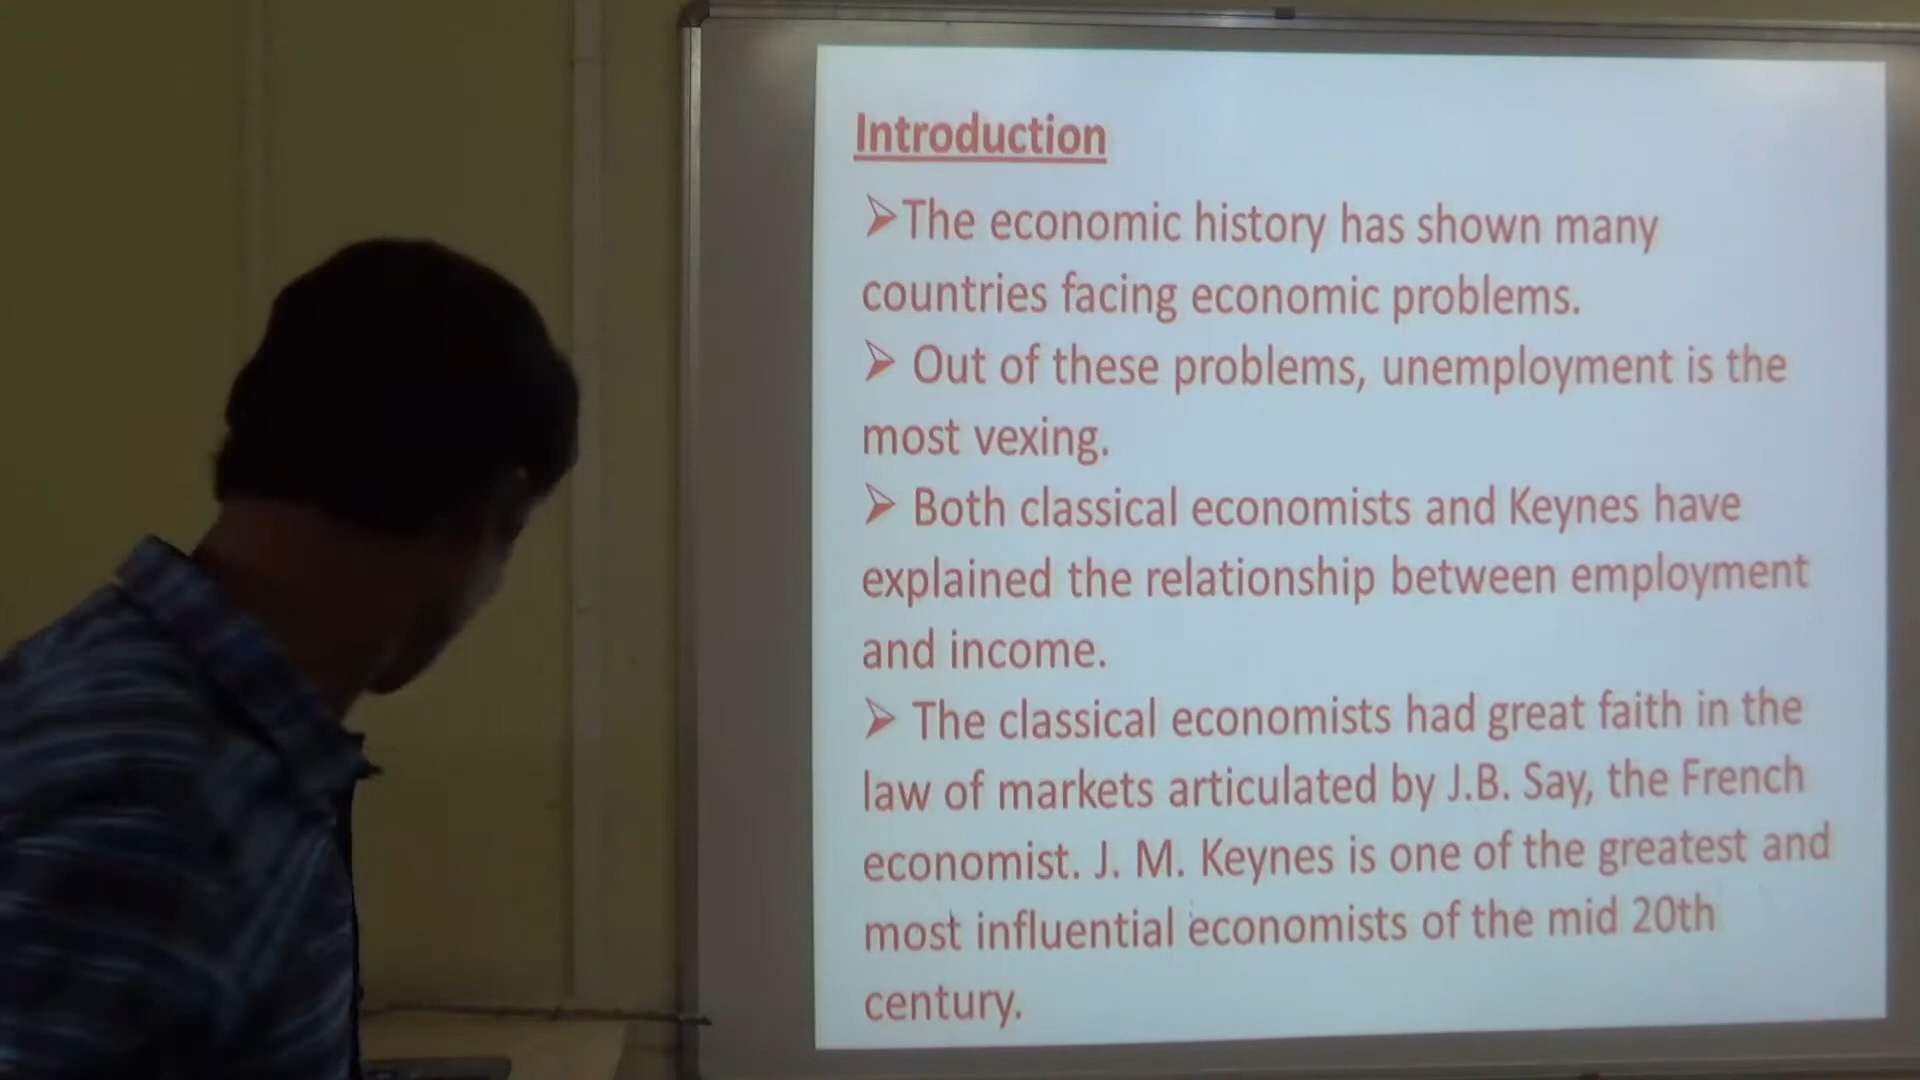 Introduction
➢The economic history has shown many
countries facing economic problems.
➢ Out of these problems, unemployment is the
most vexing.
➢ Both classical economists and Keynes have
explained the relationship between employment
and income.
➢ The classical economists had great faith in the
law of markets articulated by J.B. Say, the French
economist. J. M. Keynes is one of the greatest and
most influential economists of the mid 20th
century.